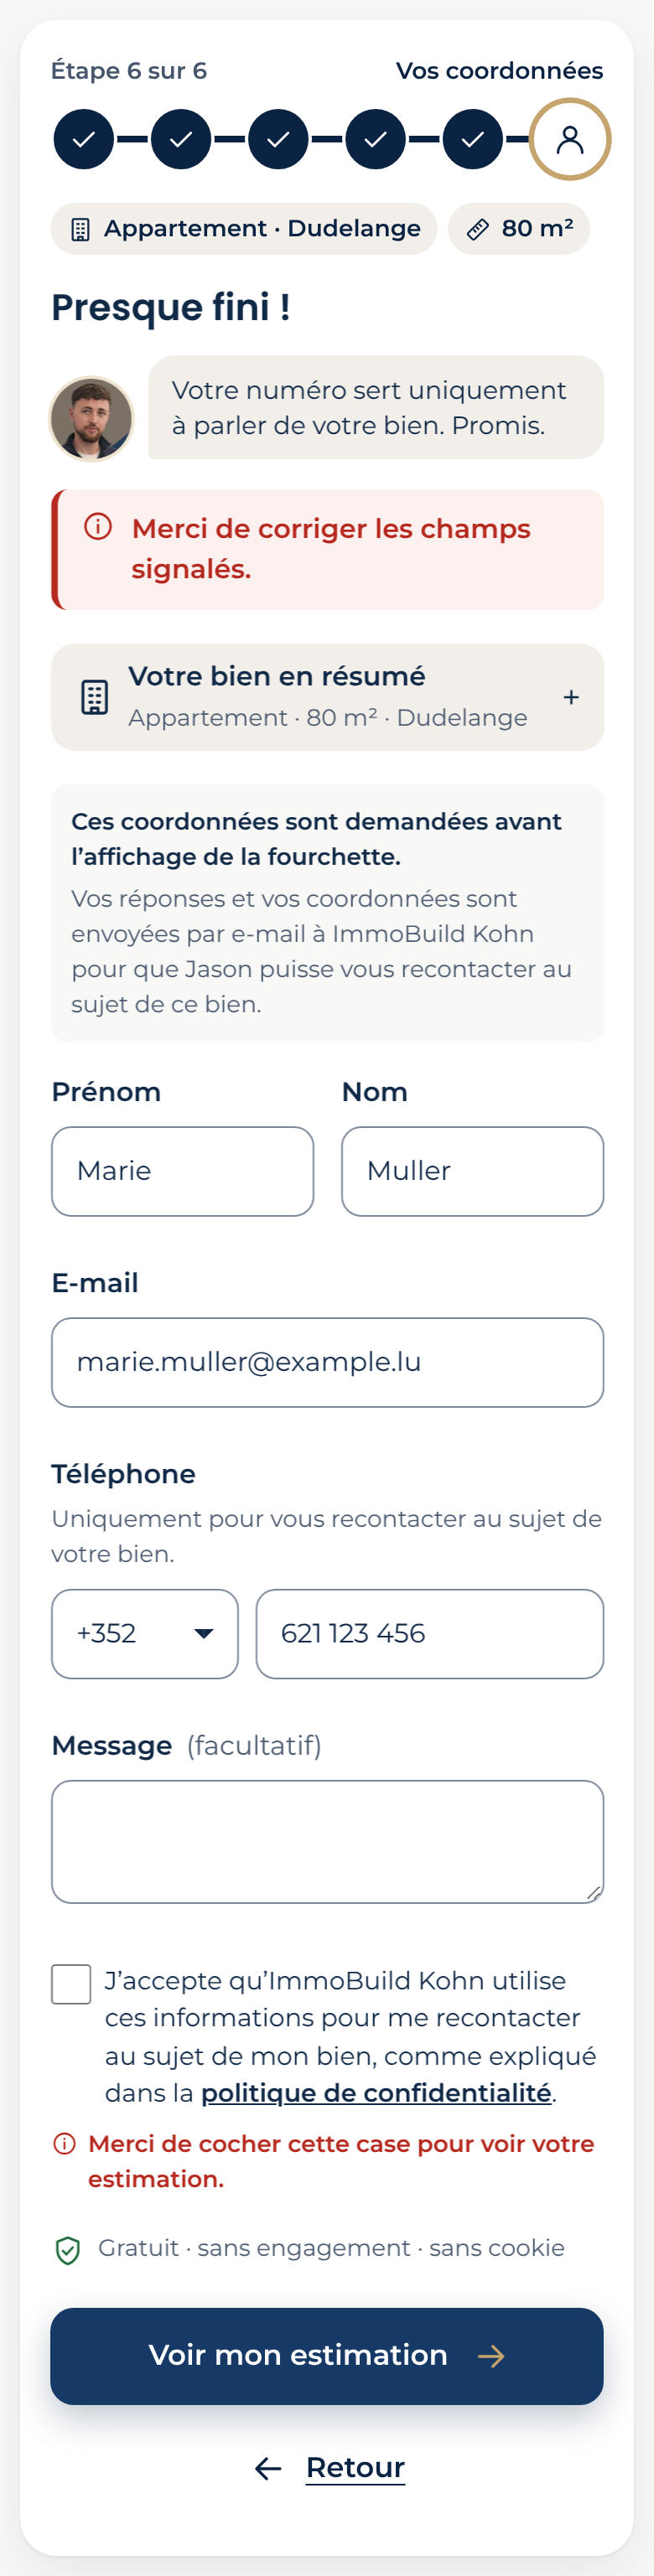 Étape 6 sur 6
Vos coordonnées
Appartement · Dudelange
80 m²
Presque fini !
Votre numéro sert uniquement
à parler de votre bien. Promis.
Merci de corriger les champs
signalés.
Votre bien en résumé
+
Appartement · 80 m² · Dudelange
Ces coordonnées sont demandées avant
l’affichage de la fourchette.
Vos réponses et vos coordonnées sont
envoyées par e-mail à ImmoBuild Kohn
pour que Jason puisse vous recontacter au
sujet de ce bien.
Prénom
Nom
Marie
Muller
E-mail
marie.muller@example.lu
Téléphone
Uniquement pour vous recontacter au sujet de
votre bien.
+352
621 123 456
Message (facultatif)
J’accepte qu’ImmoBuild Kohn utilise
ces informations pour me recontacter
au sujet de mon bien, comme expliqué
dans la politique de confidentialité.
Merci de cocher cette case pour voir votre
estimation.
Gratuit · sans engagement · sans cookie
Voir mon estimation →
← Retour